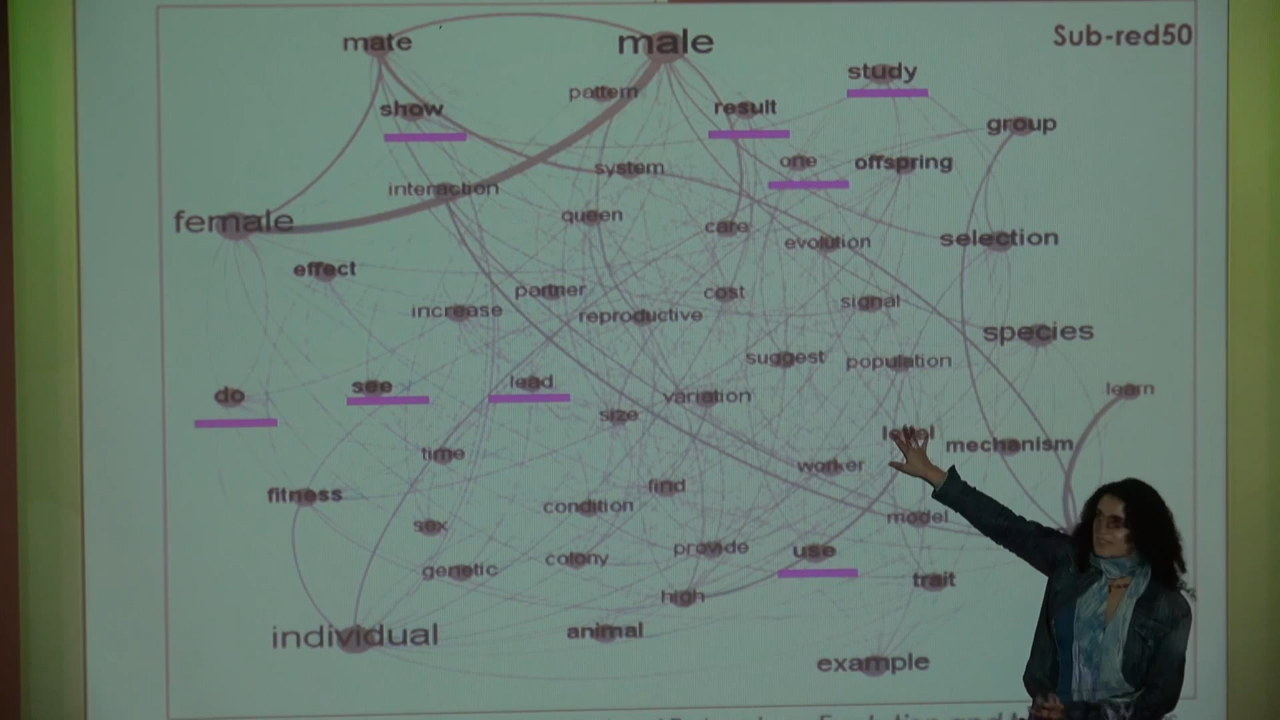 Sub-red50
mate
male
study
pattern
show
result
group
one
offspring
system
interaction
queen
female
care
evolution
selection
effect
partner
cost
signal
increase
reproductive
species
suggest
population
do
see
lead
variation
learn
size
level
mechanism
time
worker
fitness
find
condition
model
sex
provide
use
colony
genetic
trait
high
individual
animal
example